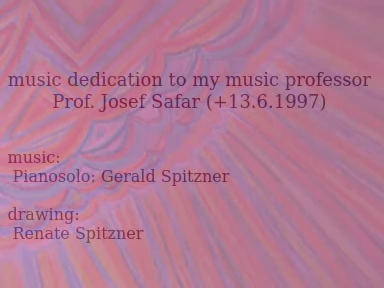 music dedication to my music professor
Prof. Josef Safar (+13.6.1997)
music:
Pianosolo: Gerald Spitzner
drawing:
Renate Spitzner